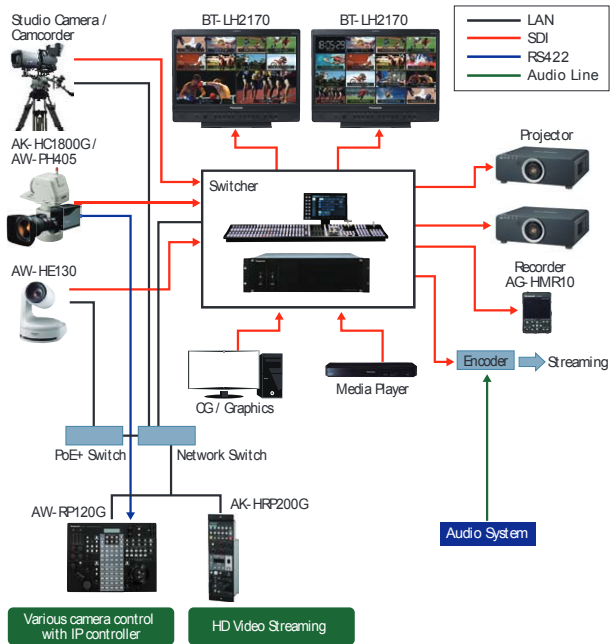 Studio Camera /
Camcorder
BT-LH2170
BT-LH2170
LAN
SDI
RS422
Audio Line
AK-HC1800G /
AW-PH405
Switcher
Projector
AW-HE130
Recorder
AG-HMR10
Encoder
Streaming
CG / Graphics
Media Player
PoE+ Switch
Network Switch
AW-RP120G
AK-HRP200G
Audio System
Various camera control
with IP controller
HD Video Streaming